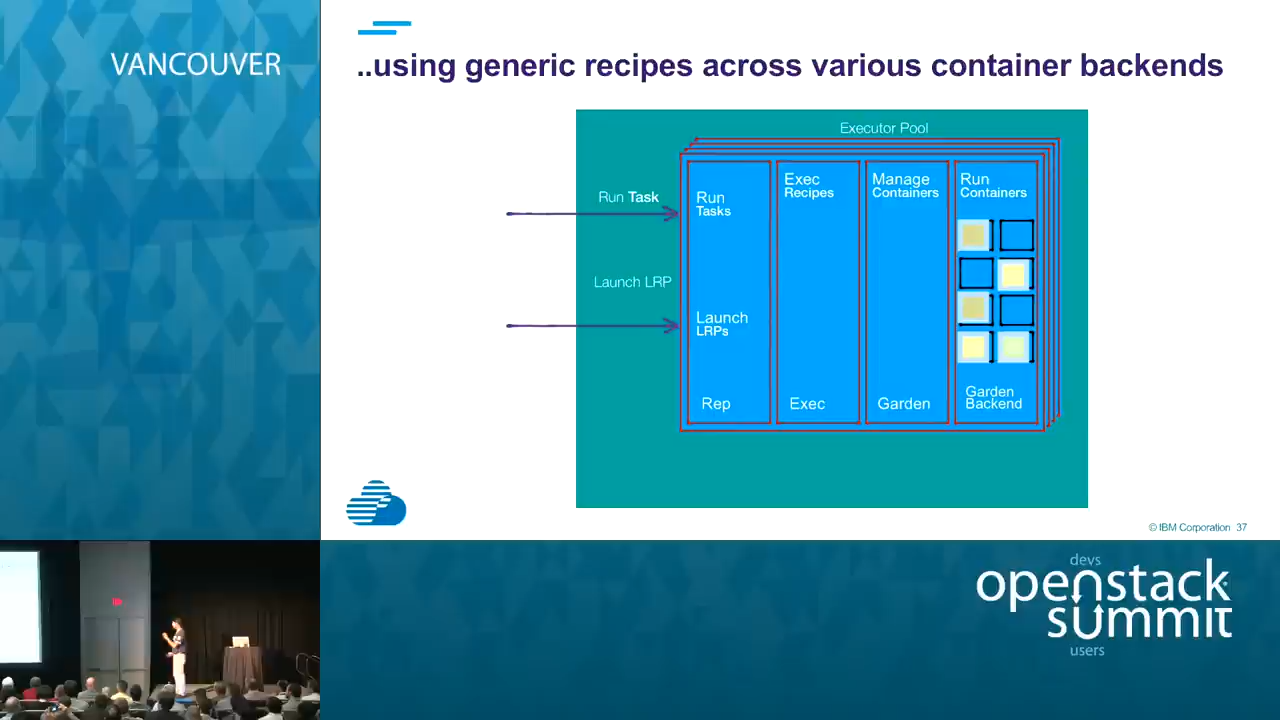 VANCOUVER
..using generic recipes across various container backends
Executor Pool
Run Task
Launch LRP
Run
Tasks
Launch
LRPs
Rep
Exec
Recipes
Exec
Manage
Containers
Garden
Run
Containers
Garden
Backend
© IBM Corporation 37
devs
openstack
summit
users